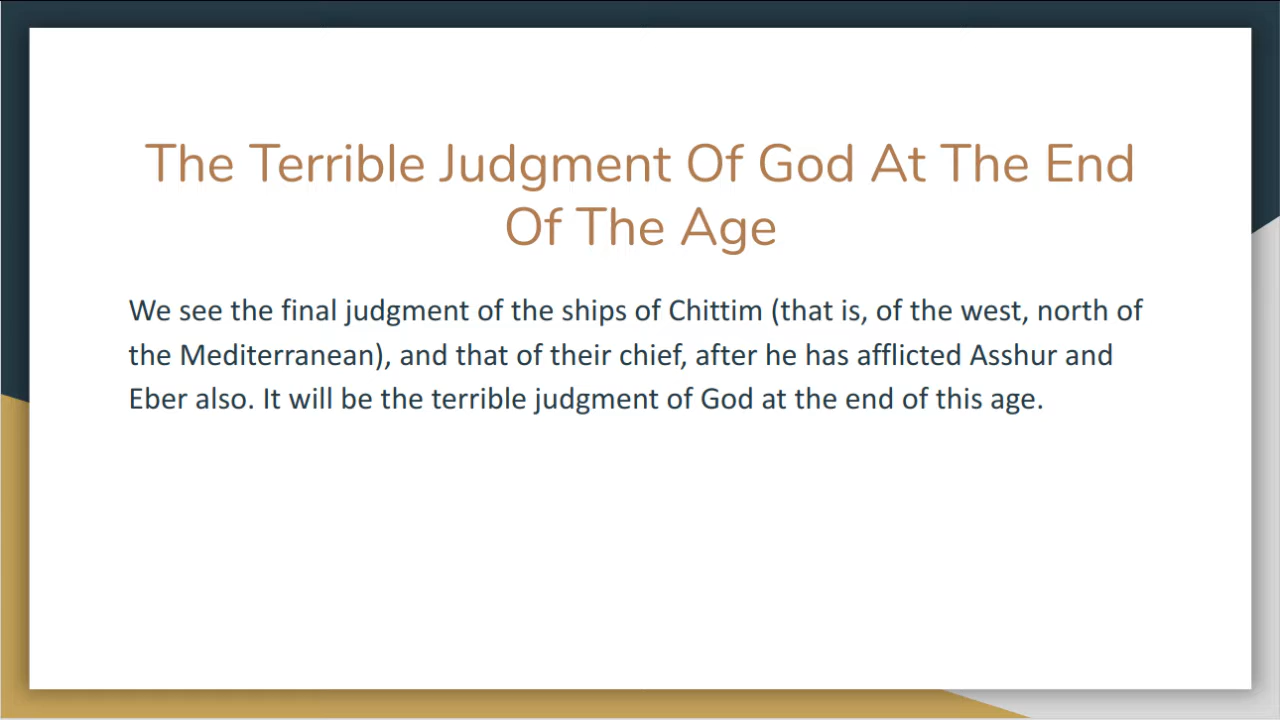 The Terrible Judgment Of God At The End
Of The Age
We see the final judgment of the ships of Chittim (that is, of the west, north of
the Mediterranean), and that of their chief, after he has afflicted Asshur and
Eber also. It will be the terrible judgment of God at the end of this age.